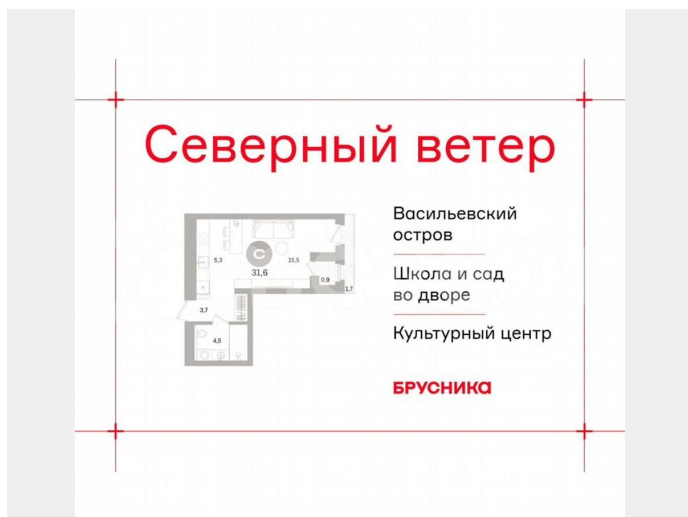 Северный ветер
Васильевский
остров
Школа и сад
во дворе
Культурный центр
БРУСНИКА
5,3
С
15,5
31,6
0,9
1,7
3,7
4,5